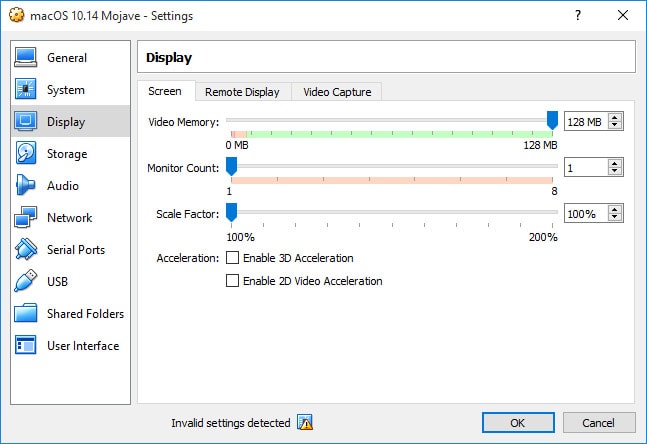 macOS 10.14 Mojave - Settings ?
General
System
Display
Storage
Audio
Network
Serial Ports
USB
Shared Folders
User Interface
Display
Screen Remote Display Video Capture
Video Memory: 128 MB
0 MB 128 MB
Monitor Count: 1
1 8
Scale Factor: 100%
100% 200%
Acceleration: Enable 3D Acceleration
Enable 2D Video Acceleration
Invalid settings detected OK Cancel